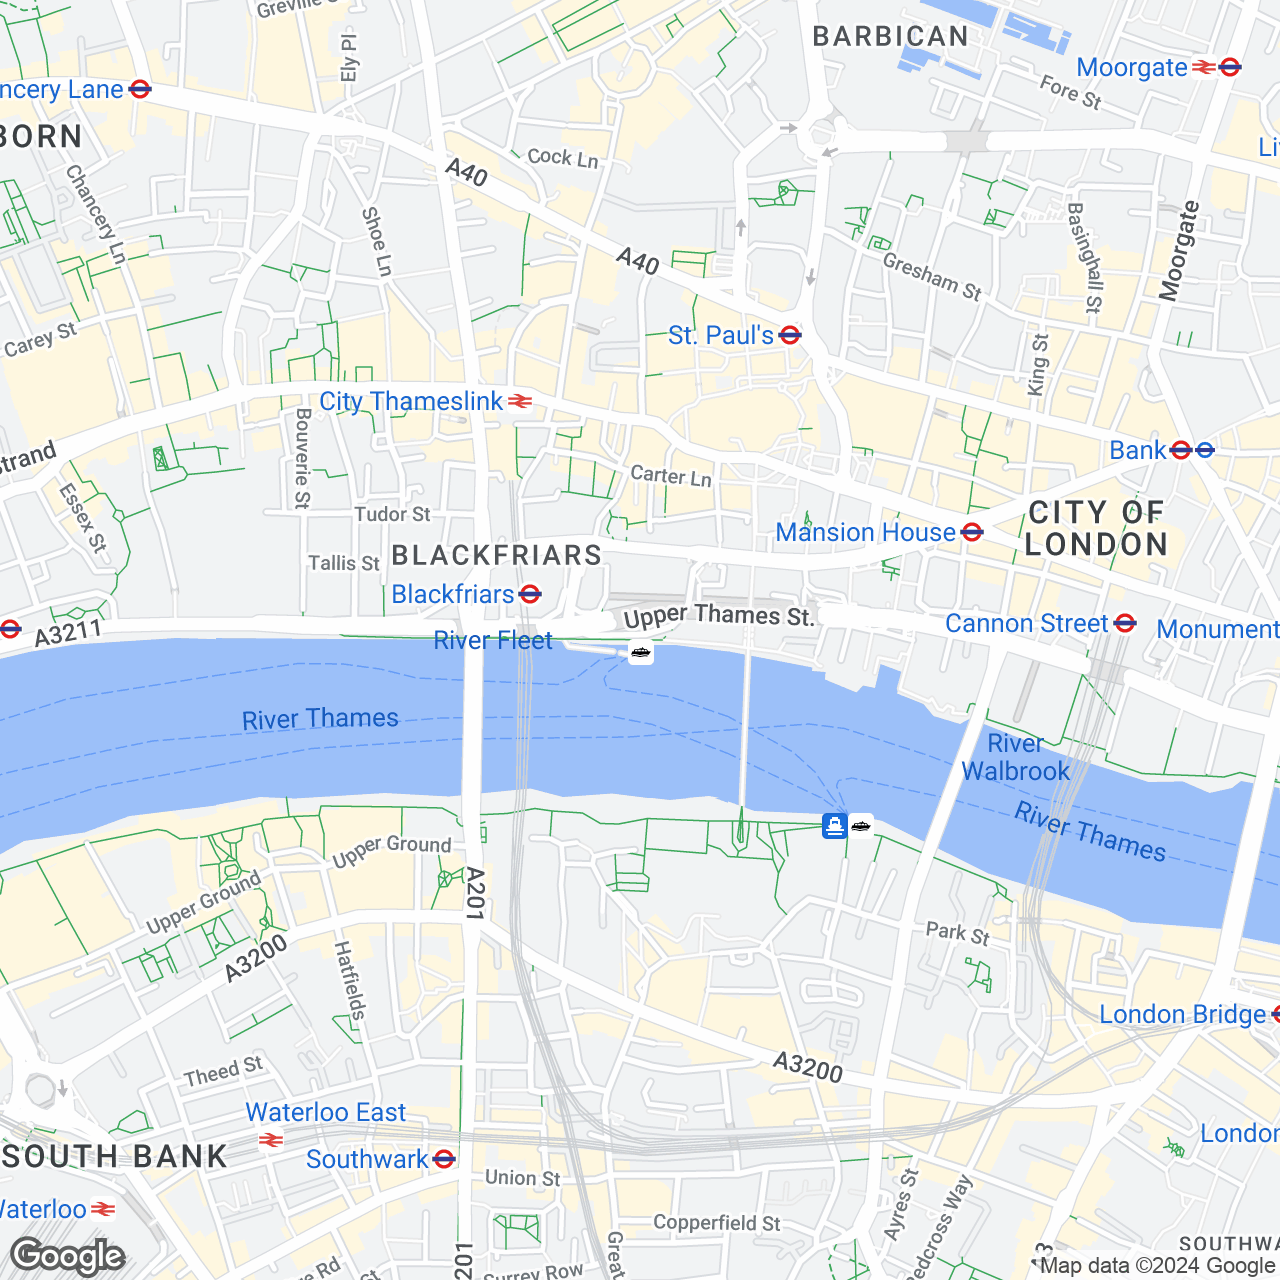 Greville S
BARBICAN
Ely Pl
Moorgate
ncery Lane
Fore St
BORN
Cock Ln
A40
Chancery Ln
Shoe Ln
Basinghall St
Moorgate
A40
Gresham St
Carey St
St. Paul's
King St
City Thameslink
Bouverie St
Bank
Strand
Carter Ln
Essex St
Tudor St
CITY OF
LONDON
Mansion House
BLACKFRIARS
Tallis St
Blackfriars
Upper Thames St.
A3211
River Fleet
Cannon Street
Monument
River Thames
River
Walbrook
River Thames
Upper Ground
A201
Upper Ground
Park St
A3200
Hatfields
London Bridge
Theed St
A3200
Waterloo East
London
SOUTH BANK
Southwark
Union St
Ayres St
Redcross Way
Waterloo
Copperfield St
Great
SOUTHWA
Google
Rd
St
201
Surrey Row
Map data ©2024 Google